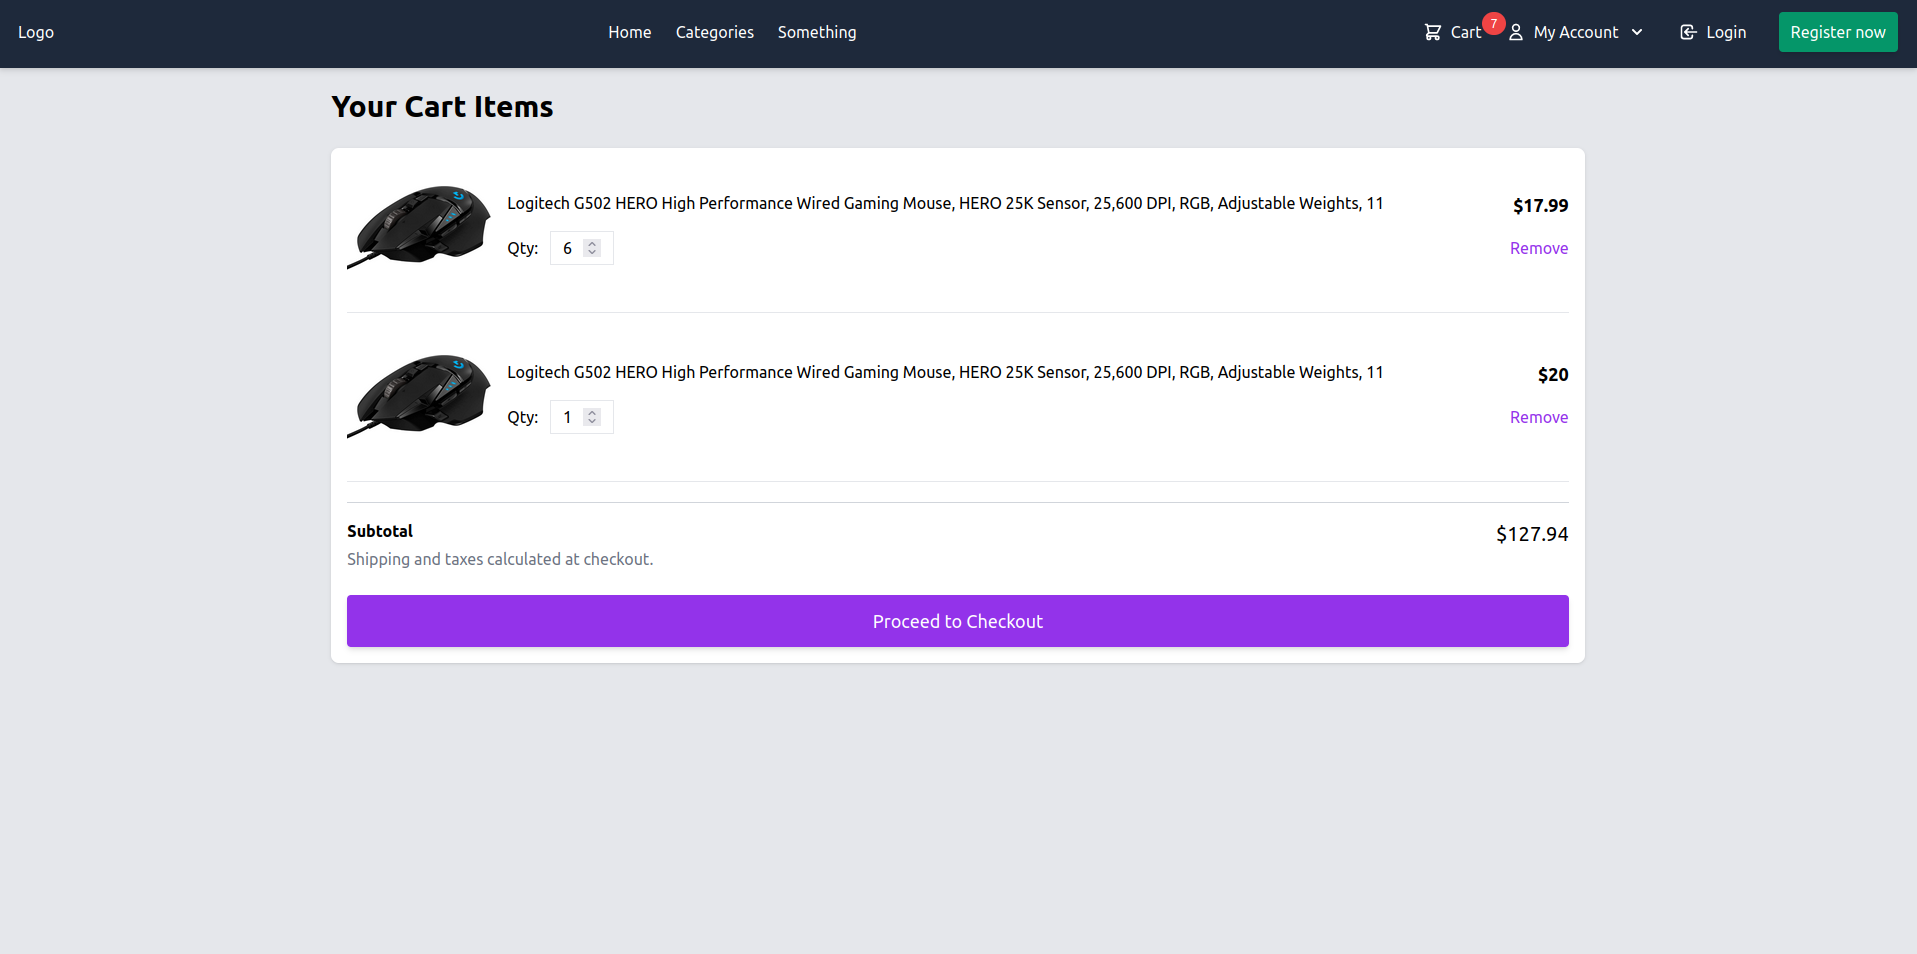 Logo
Home Categories Something
Cart 7 My Account Login Register now
Your Cart Items
Logitech G502 HERO High Performance Wired Gaming Mouse, HERO 25K Sensor, 25,600 DPI, RGB, Adjustable Weights, 11
$17.99
Qty: 6
Remove
Logitech G502 HERO High Performance Wired Gaming Mouse, HERO 25K Sensor, 25,600 DPI, RGB, Adjustable Weights, 11
$20
Qty: 1
Remove
Subtotal
$127.94
Shipping and taxes calculated at checkout.
Proceed to Checkout